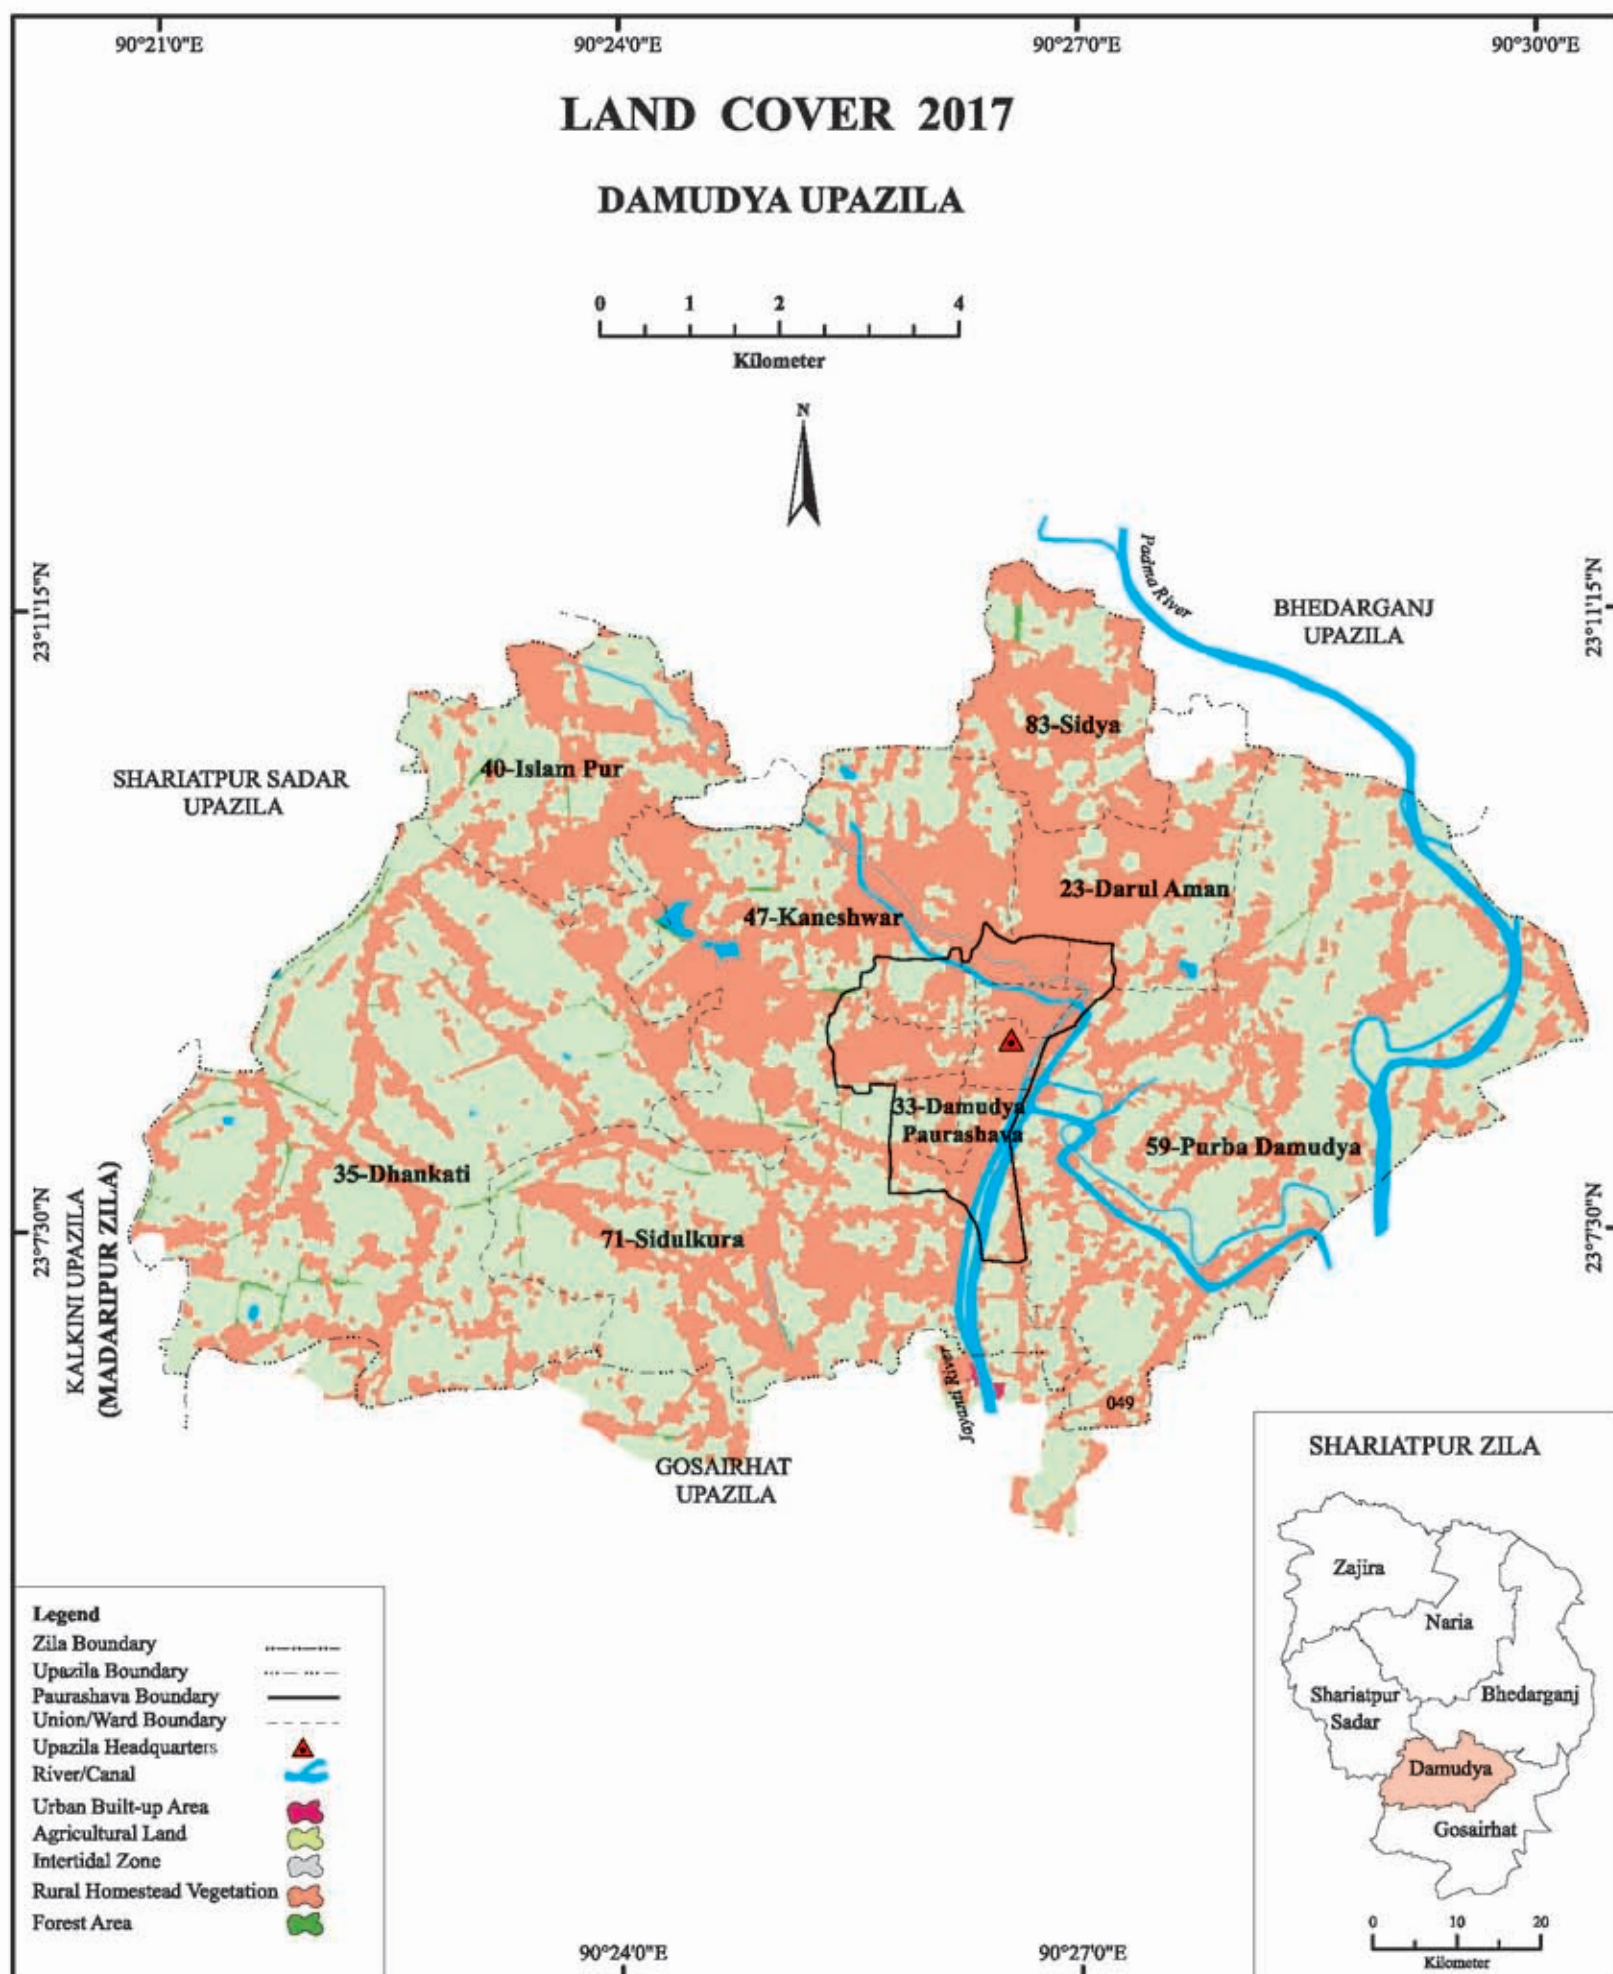 90°21'0"E
90°24'0"E
90°27'0"E
90°30'0"E
LAND COVER 2017
DAMUDYA UPAZILA
0 1 2 4
Kilometer
N
Padma River
23°11'15"N
23°11'15"N
BHEDARGANJ
UPAZILA
83-Sidya
40-Islam Pur
SHARIATPUR SADAR
UPAZILA
23-Darul Aman
47-Kaneshwar
33-Damudya
Paurashava
59-Purba Damudya
35-Dhankati
71-Sidulkura
23°7'30"N
23°7'30"N
KALKINI UPAZILA
(MADARIPUR ZILA)
Jayanti River
049
GOSAIRHAT
UPAZILA
SHARIATPUR ZILA
Zajira
Naria
Shariatpur
Sadar
Bhedarganj
Damudya
Gosairhat
0 10 20
Kilometer
Legend
Zila Boundary
Upazila Boundary
Paurashava Boundary
Union/Ward Boundary
Upazila Headquarters
River/Canal
Urban Built-up Area
Agricultural Land
Intertidal Zone
Rural Homestead Vegetation
Forest Area
90°24'0"E
90°27'0"E